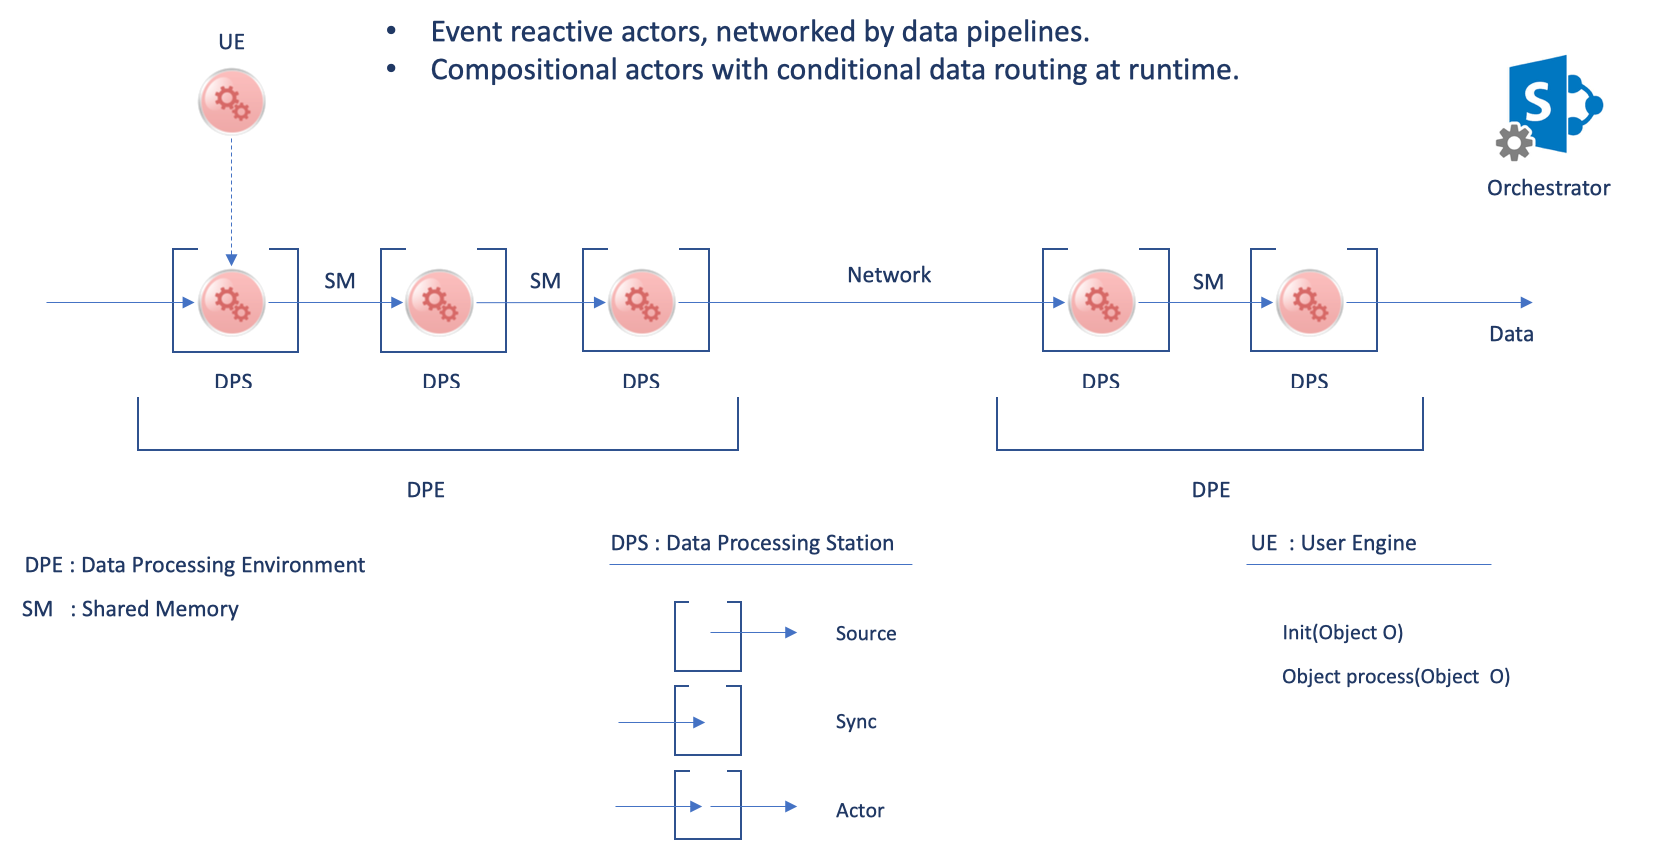 UE
• Event reactive actors, networked by data pipelines.
• Compositional actors with conditional data routing at runtime.
S
Orchestrator
SM
SM
Network
SM
Data
DPS
DPS
DPS
DPS
DPS
DPE
DPE
DPE : Data Processing Environment
SM : Shared Memory
DPS : Data Processing Station
Source
Sync
Actor
UE : User Engine
Init(Object O)
Object process(Object O)